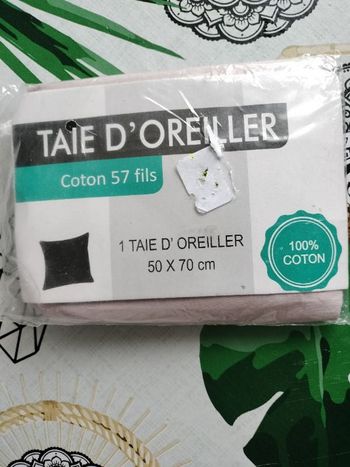 TAIE D'OREILLER
Coton 57 fils
1 TAIE D' OREILLER
50 X 70 cm
100%
COTON